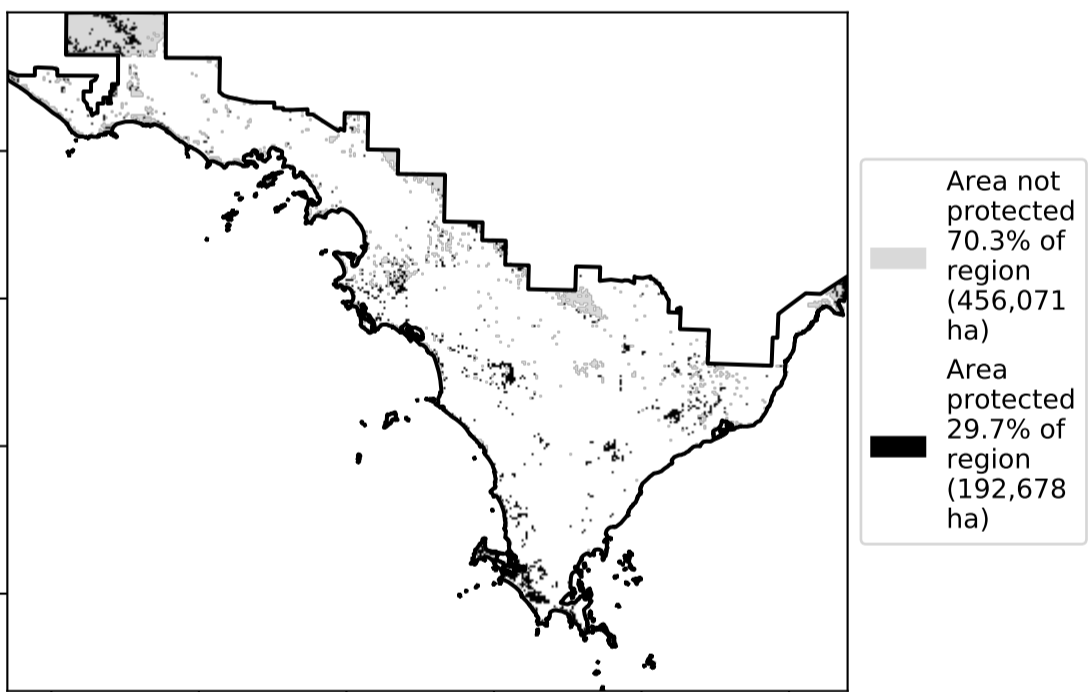 Area not
protected
70.3% of
region
(456,071
ha)
Area
protected
29.7% of
region
(192,678
ha)